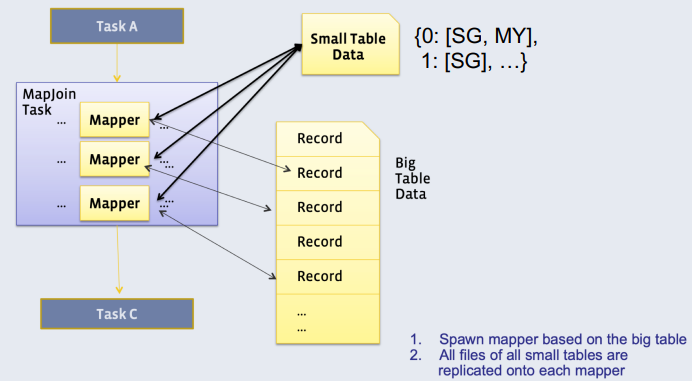 Task A
Small Table
Data
{0: [SG, MY],
1: [SG], …}
MapJoin
Task
... Mapper ...
... Mapper ...
... Mapper ...
Record
Record
Record
Record
Record
...
...
Big
Table
Data
Task C
1. Spawn mapper based on the big table
2. All files of all small tables are
replicated onto each mapper